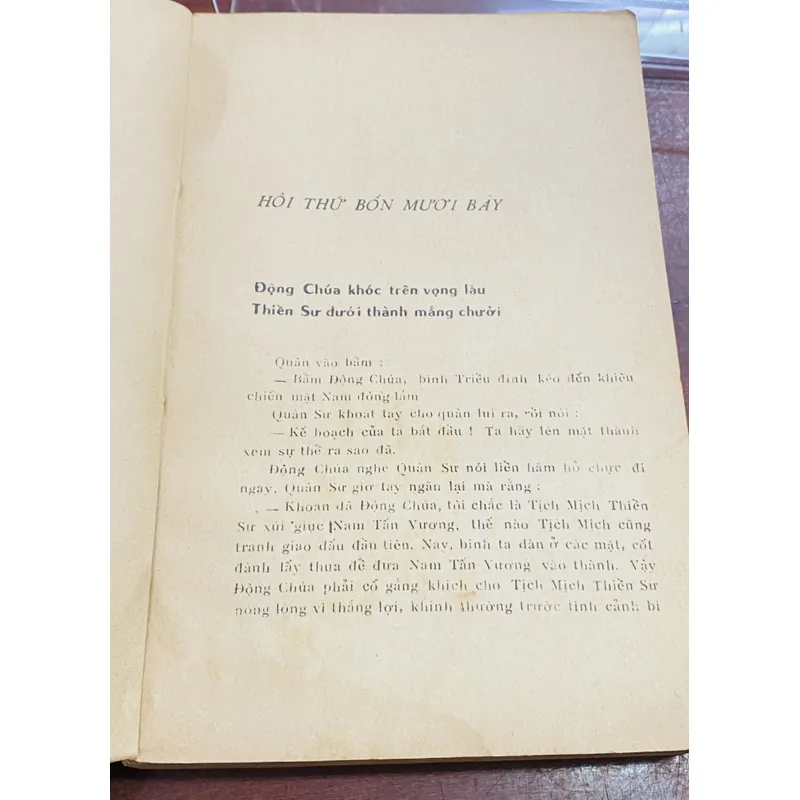 HỒI THỨ BỐN MƯƠI BẢY
Động Chúa khóc trên vọng lầu
Thiền Sư dưới thành mắng chưởi
Quân vào bẩm :
— Bẩm Động Chúa, binh Triều đình kéo đến khiêu
chiến mặt Nam đông lắm
Quân Sư khoát tay cho quân lui ra, rồi nói :
— Kế hoạch của ta bắt đầu ! Ta hãy lên mặt thành
xem sự thể ra sao đã.
Động Chúa nghe Quân Sư nói liền hăm hở chực đi
ngay, Quân Sư giơ tay ngăn lại mà rằng :
— Khoan đã Động Chúa, tôi chắc là Tịch Mịch Thiền
Sư xúi giục Nam Tấn Vương, thế nào Tịch Mịch cũng
tranh giao đấu đầu tiên. Nay, binh ta dàn ở các mặt, cốt
đánh lấy thua để đưa Nam Tấn Vương vào thành. Vậy
Động Chúa phải cố gắng khích cho Tịch Mịch Thiền Sư
nóng lòng vì thắng lợi, khinh thường trước tình cảnh bi